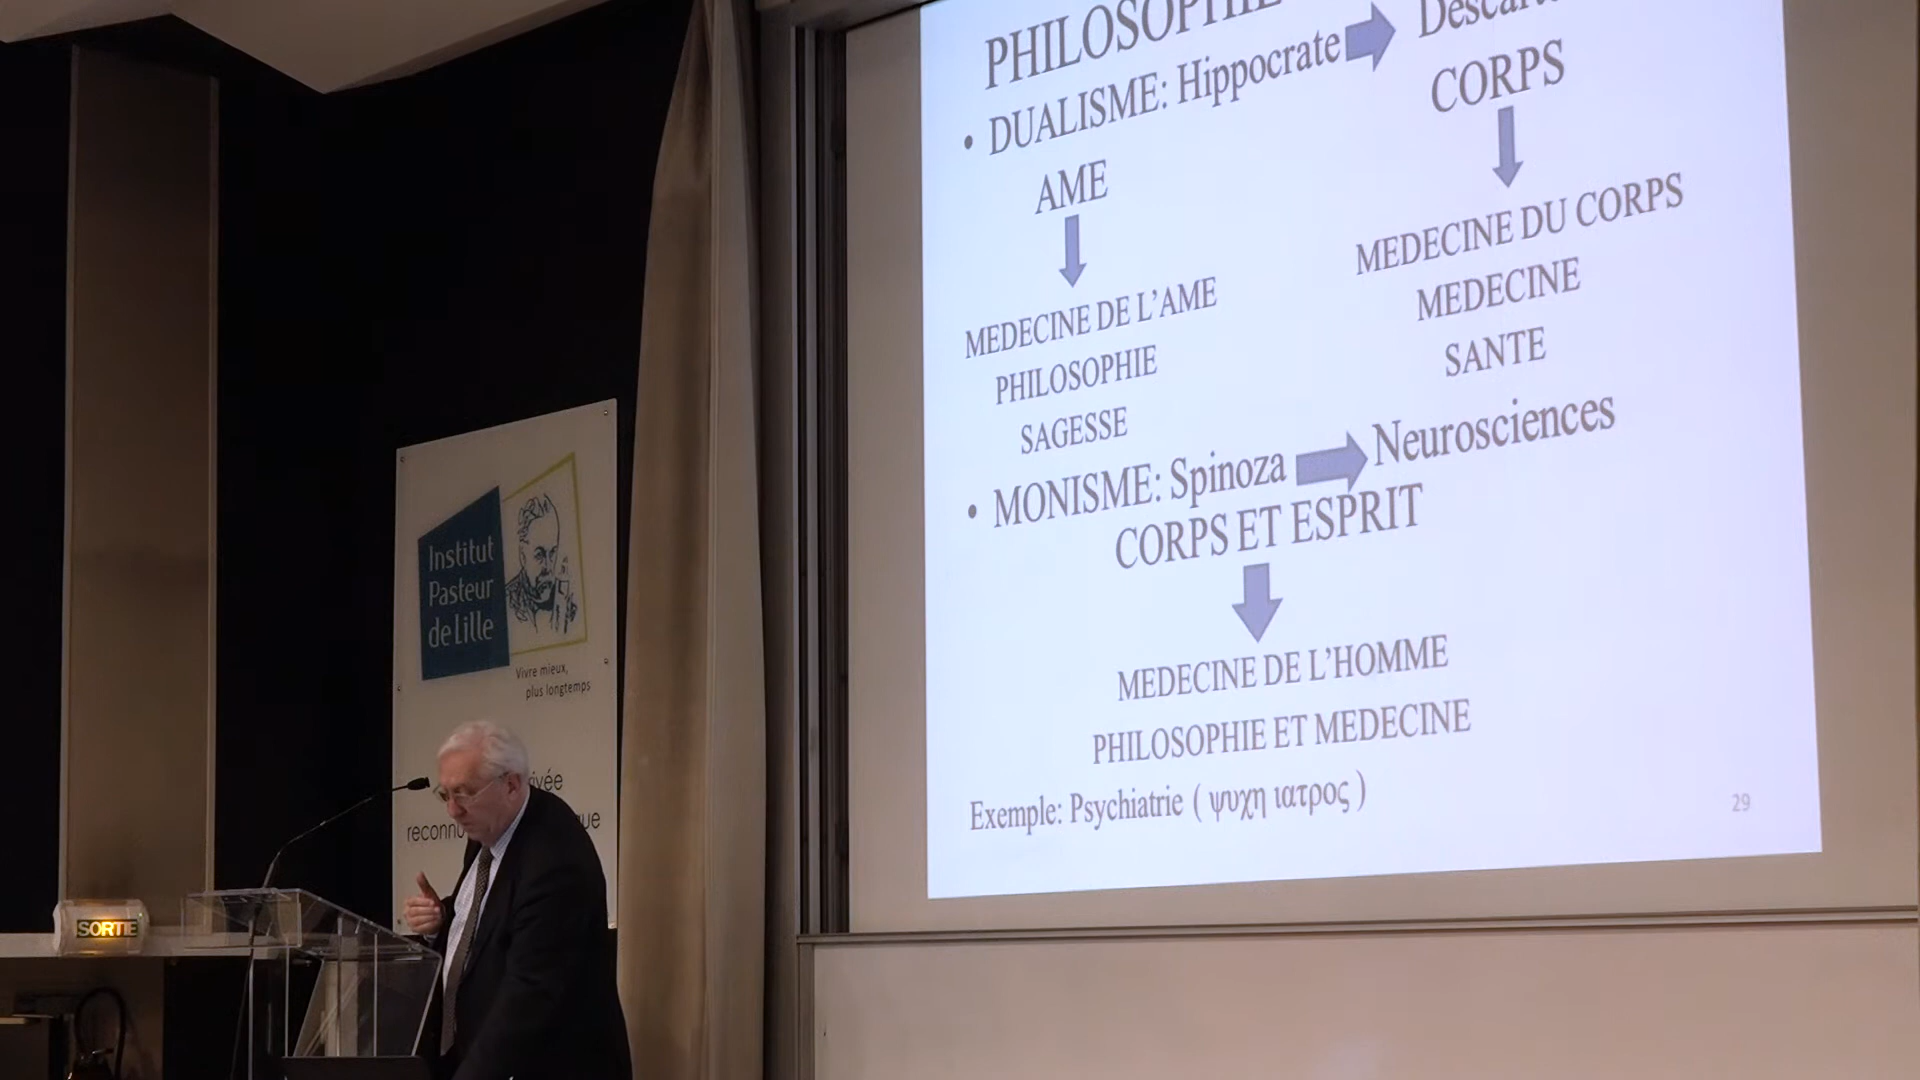 PHILOSOPHIE
• DUALISME: Hippocrate
AME
CORPS
MEDECINE DE L'AME
PHILOSOPHIE
SAGESSE
MEDECINE DU CORPS
MEDECINE
SANTE
• MONISME: Spinoza Neurosciences
CORPS ET ESPRIT
MEDECINE DE L'HOMME
PHILOSOPHIE ET MEDECINE
Exemple: Psychiatrie ( ψυχη ιατρος )
29
Institut
Pasteur
de Lille
Vivre mieux,
plus longtemps
SORTIE